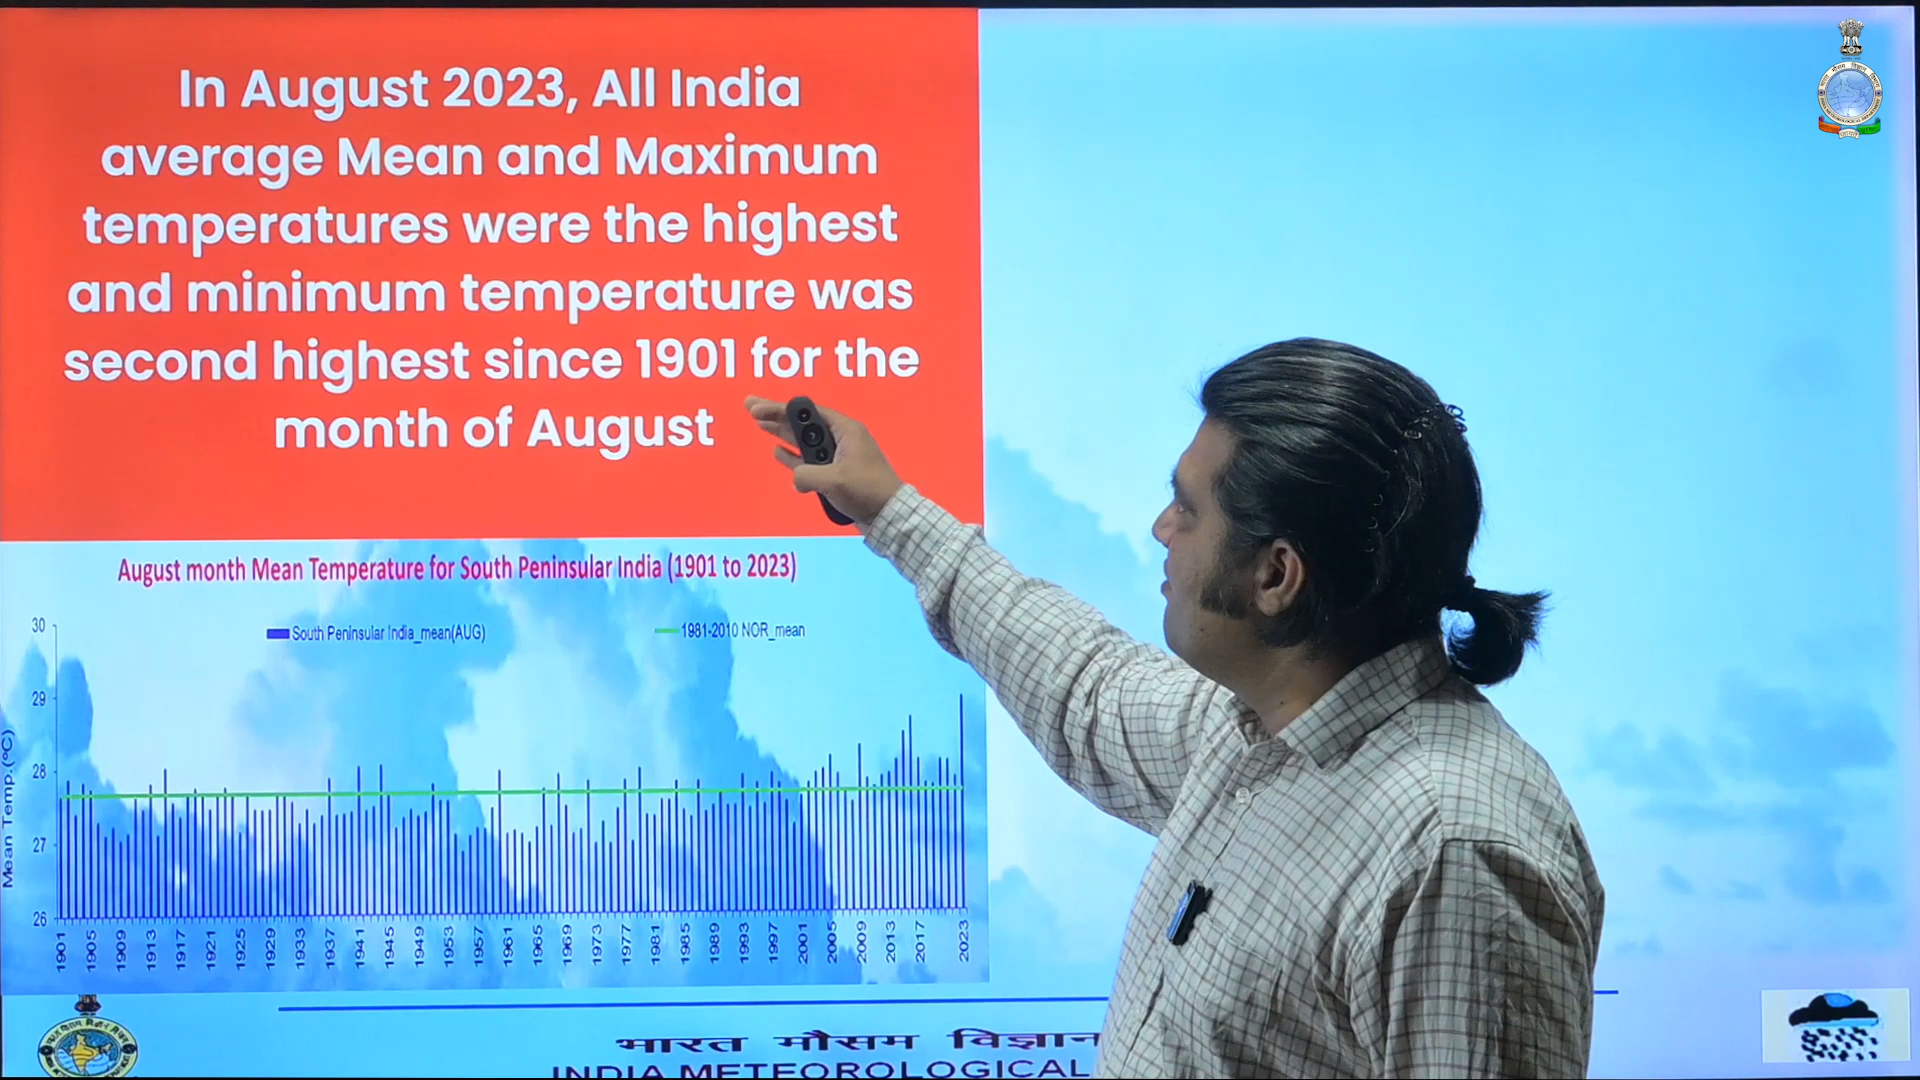 In August 2023, All India
average Mean and Maximum
temperatures were the highest
and minimum temperature was
second highest since 1901 for the
month of August
August month Mean Temperature for South Peninsular India (1901 to 2023)
South Peninsular India_mean(AUG) 1981-2010 NOR_mean
Mean Temp.(°C)
30
29
28
27
26
1901 1905 1909 1913 1917 1921 1925 1929 1933 1937 1941 1945 1949 1953 1957 1961 1965 1969 1973 1977 1981 1985 1989 1993 1997 2001 2005 2009 2013 2017 2023
भारत मौसम विज्ञान
INDIA METEOROLOGICAL